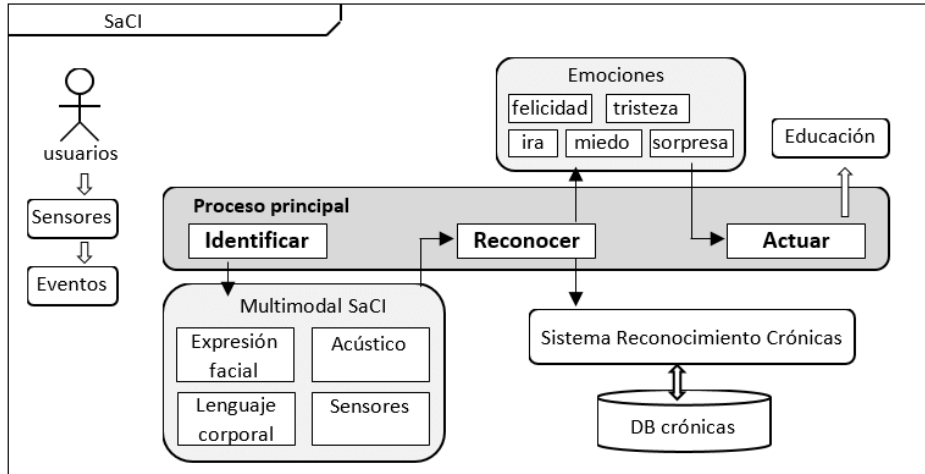 SaCI
usuarios
Sensores
Eventos
Emociones
felicidad
tristeza
ira
miedo
sorpresa
Educación
Proceso principal
Identificar
Reconocer
Actuar
Multimodal SaCI
Expresión
facial
Acústico
Lenguaje
corporal
Sensores
Sistema Reconocimiento Crónicas
DB crónicas